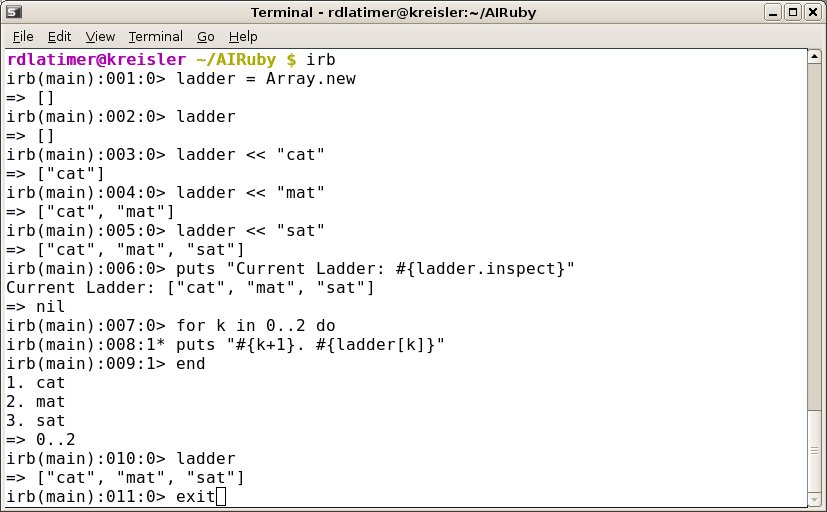 Terminal - rdlatimer@kreisler:~/AIRuby
File Edit View Terminal Go Help
rdlatimer@kreisler ~/AIRuby $ irb
irb(main):001:0> ladder = Array.new
=> []
irb(main):002:0> ladder
=> []
irb(main):003:0> ladder << "cat"
=> ["cat"]
irb(main):004:0> ladder << "mat"
=> ["cat", "mat"]
irb(main):005:0> ladder << "sat"
=> ["cat", "mat", "sat"]
irb(main):006:0> puts "Current Ladder: #{ladder.inspect}"
Current Ladder: ["cat", "mat", "sat"]
=> nil
irb(main):007:0> for k in 0..2 do
irb(main):008:1* puts "#{k+1}. #{ladder[k]}"
irb(main):009:1> end
1. cat
2. mat
3. sat
=> 0..2
irb(main):010:0> ladder
=> ["cat", "mat", "sat"]
irb(main):011:0> exit